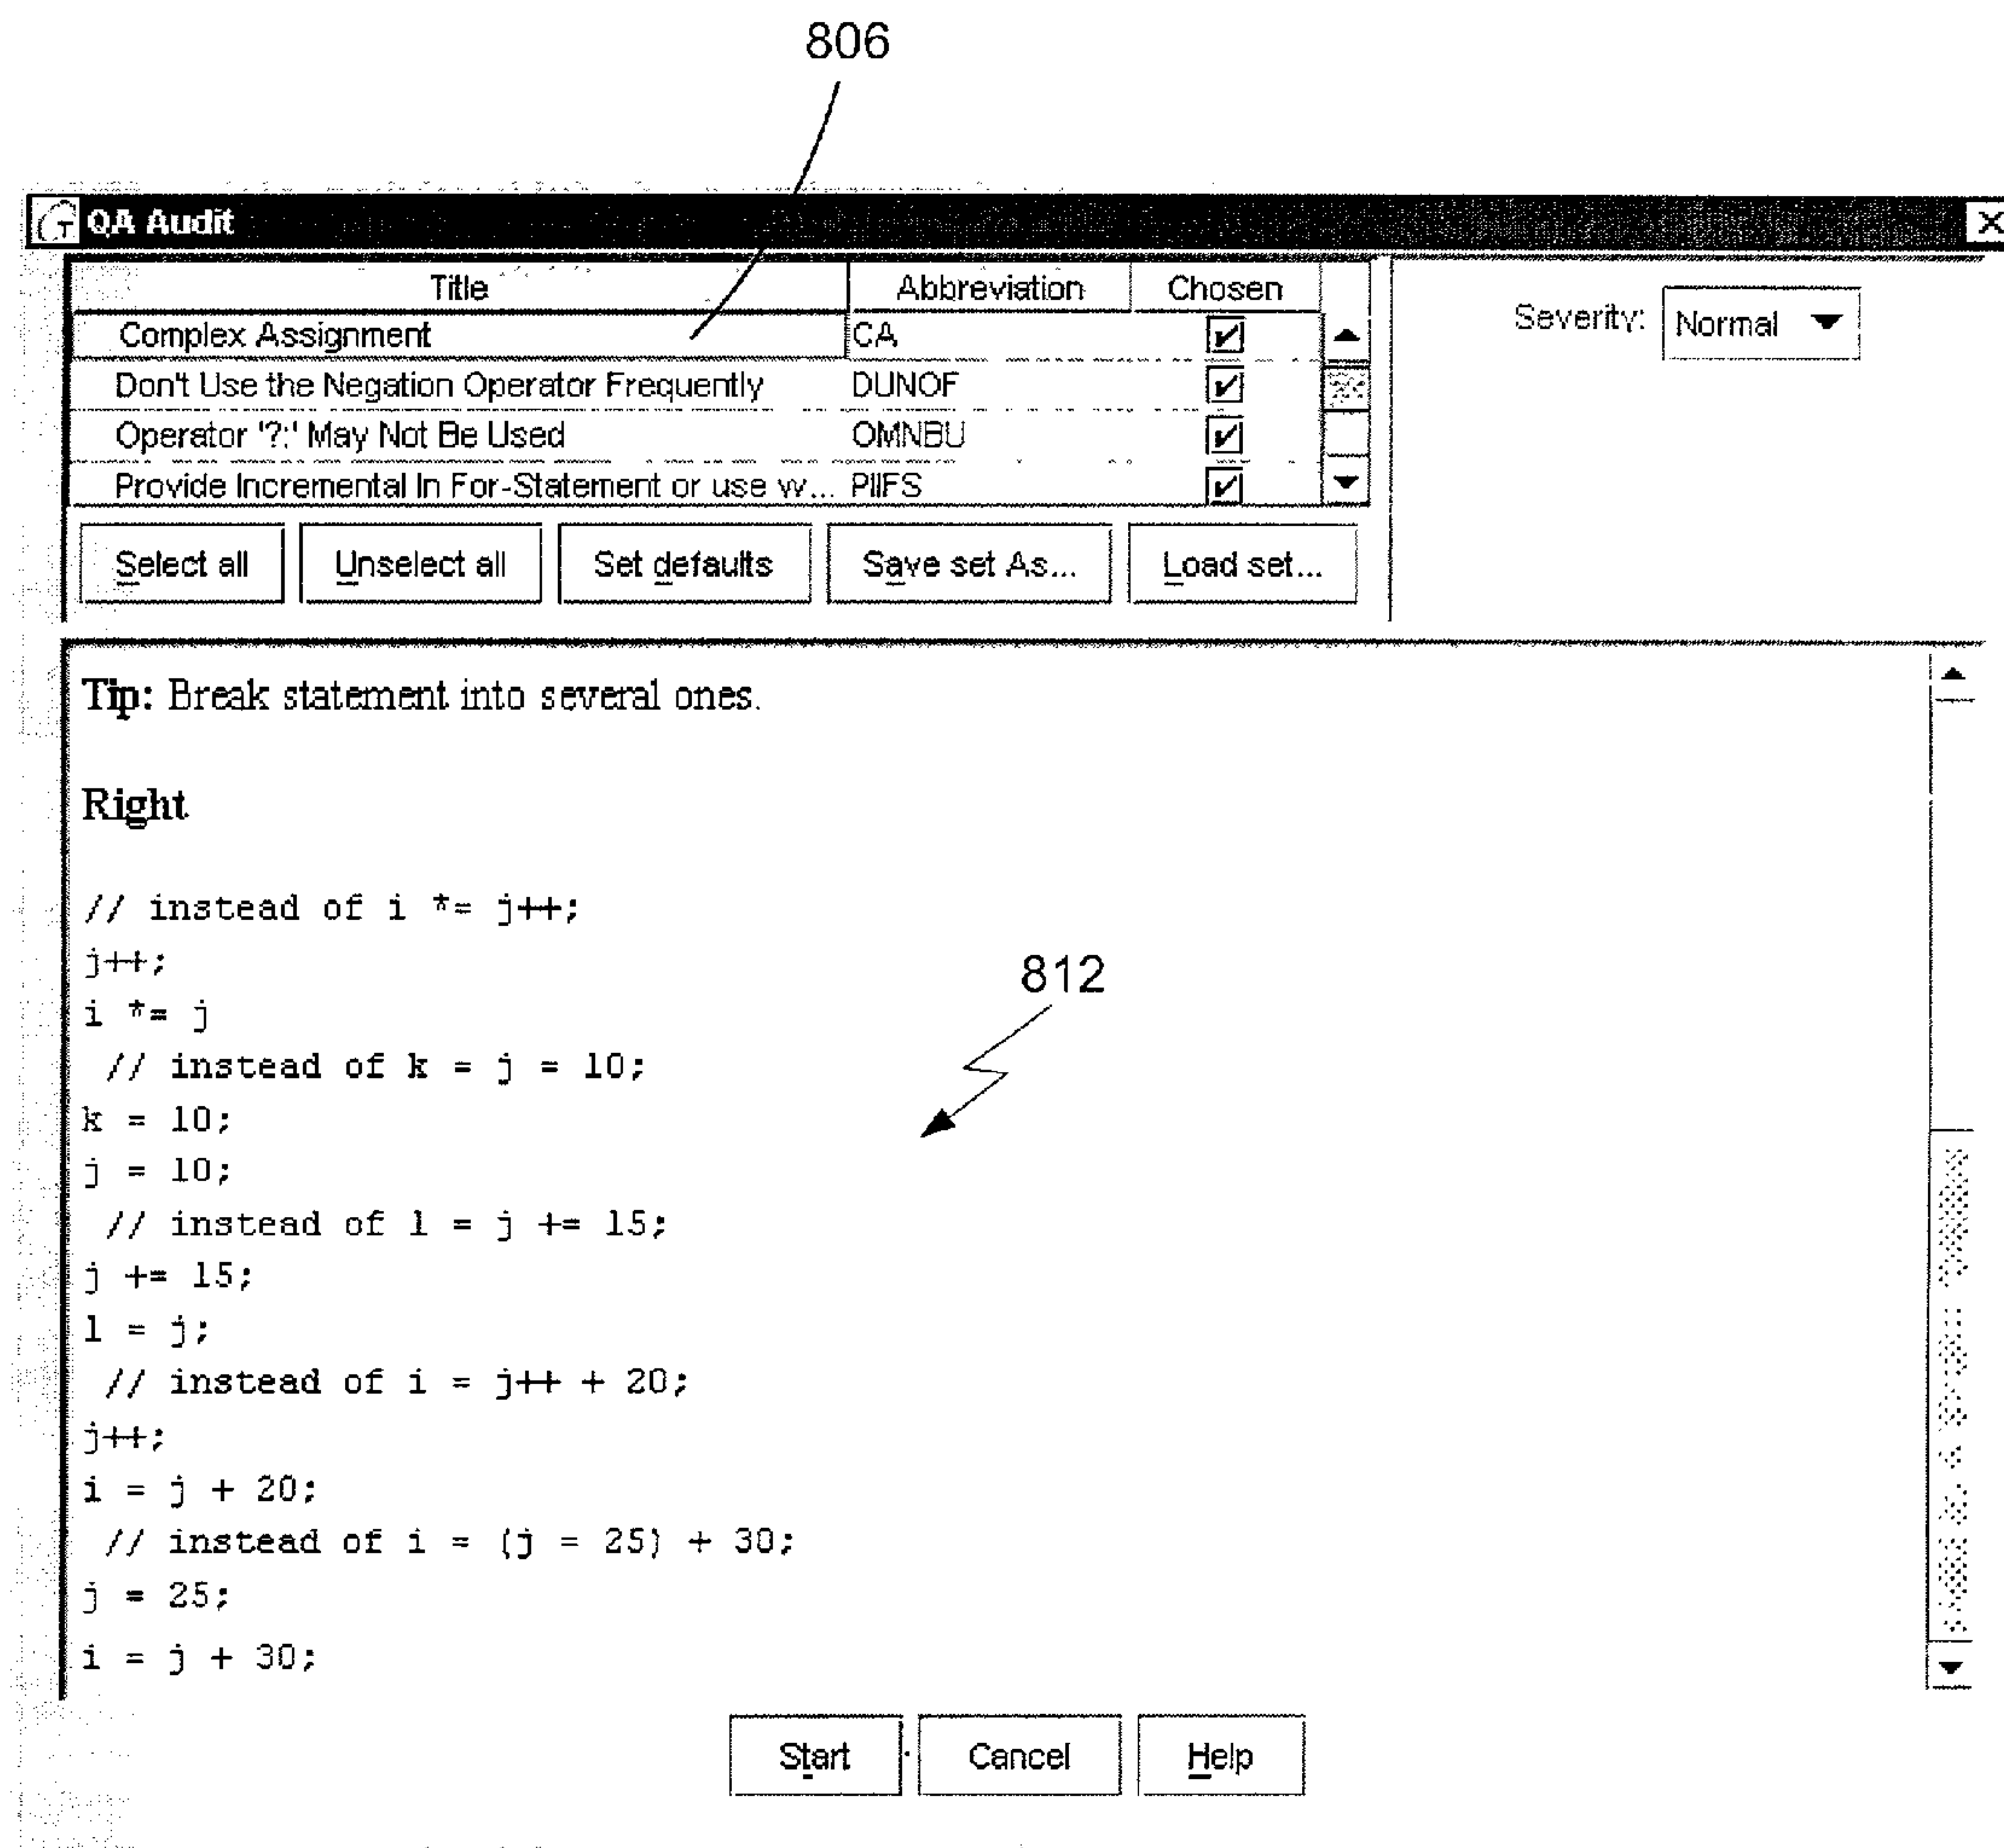 806
QA Audit
Title Abbreviation Chosen
Complex Assignment CA
Don't Use the Negation Operator Frequently DUNOF
Operator '?:' May Not Be Used OMNBU
Provide Incremental In For-Statement or use w... PIIFS
Severity: Normal
Select all Unselect all Set defaults Save set As... Load set...
Tip: Break statement into several ones.
Right
// instead of i *= j++;
j++;
i *= j
// instead of k = j = 10;
k = 10;
j = 10;
// instead of l = j += 15;
j += 15;
l = j;
// instead of i = j++ + 20;
j++;
i = j + 20;
// instead of i = (j = 25) + 30;
j = 25;
i = j + 30;
812
Start Cancel Help